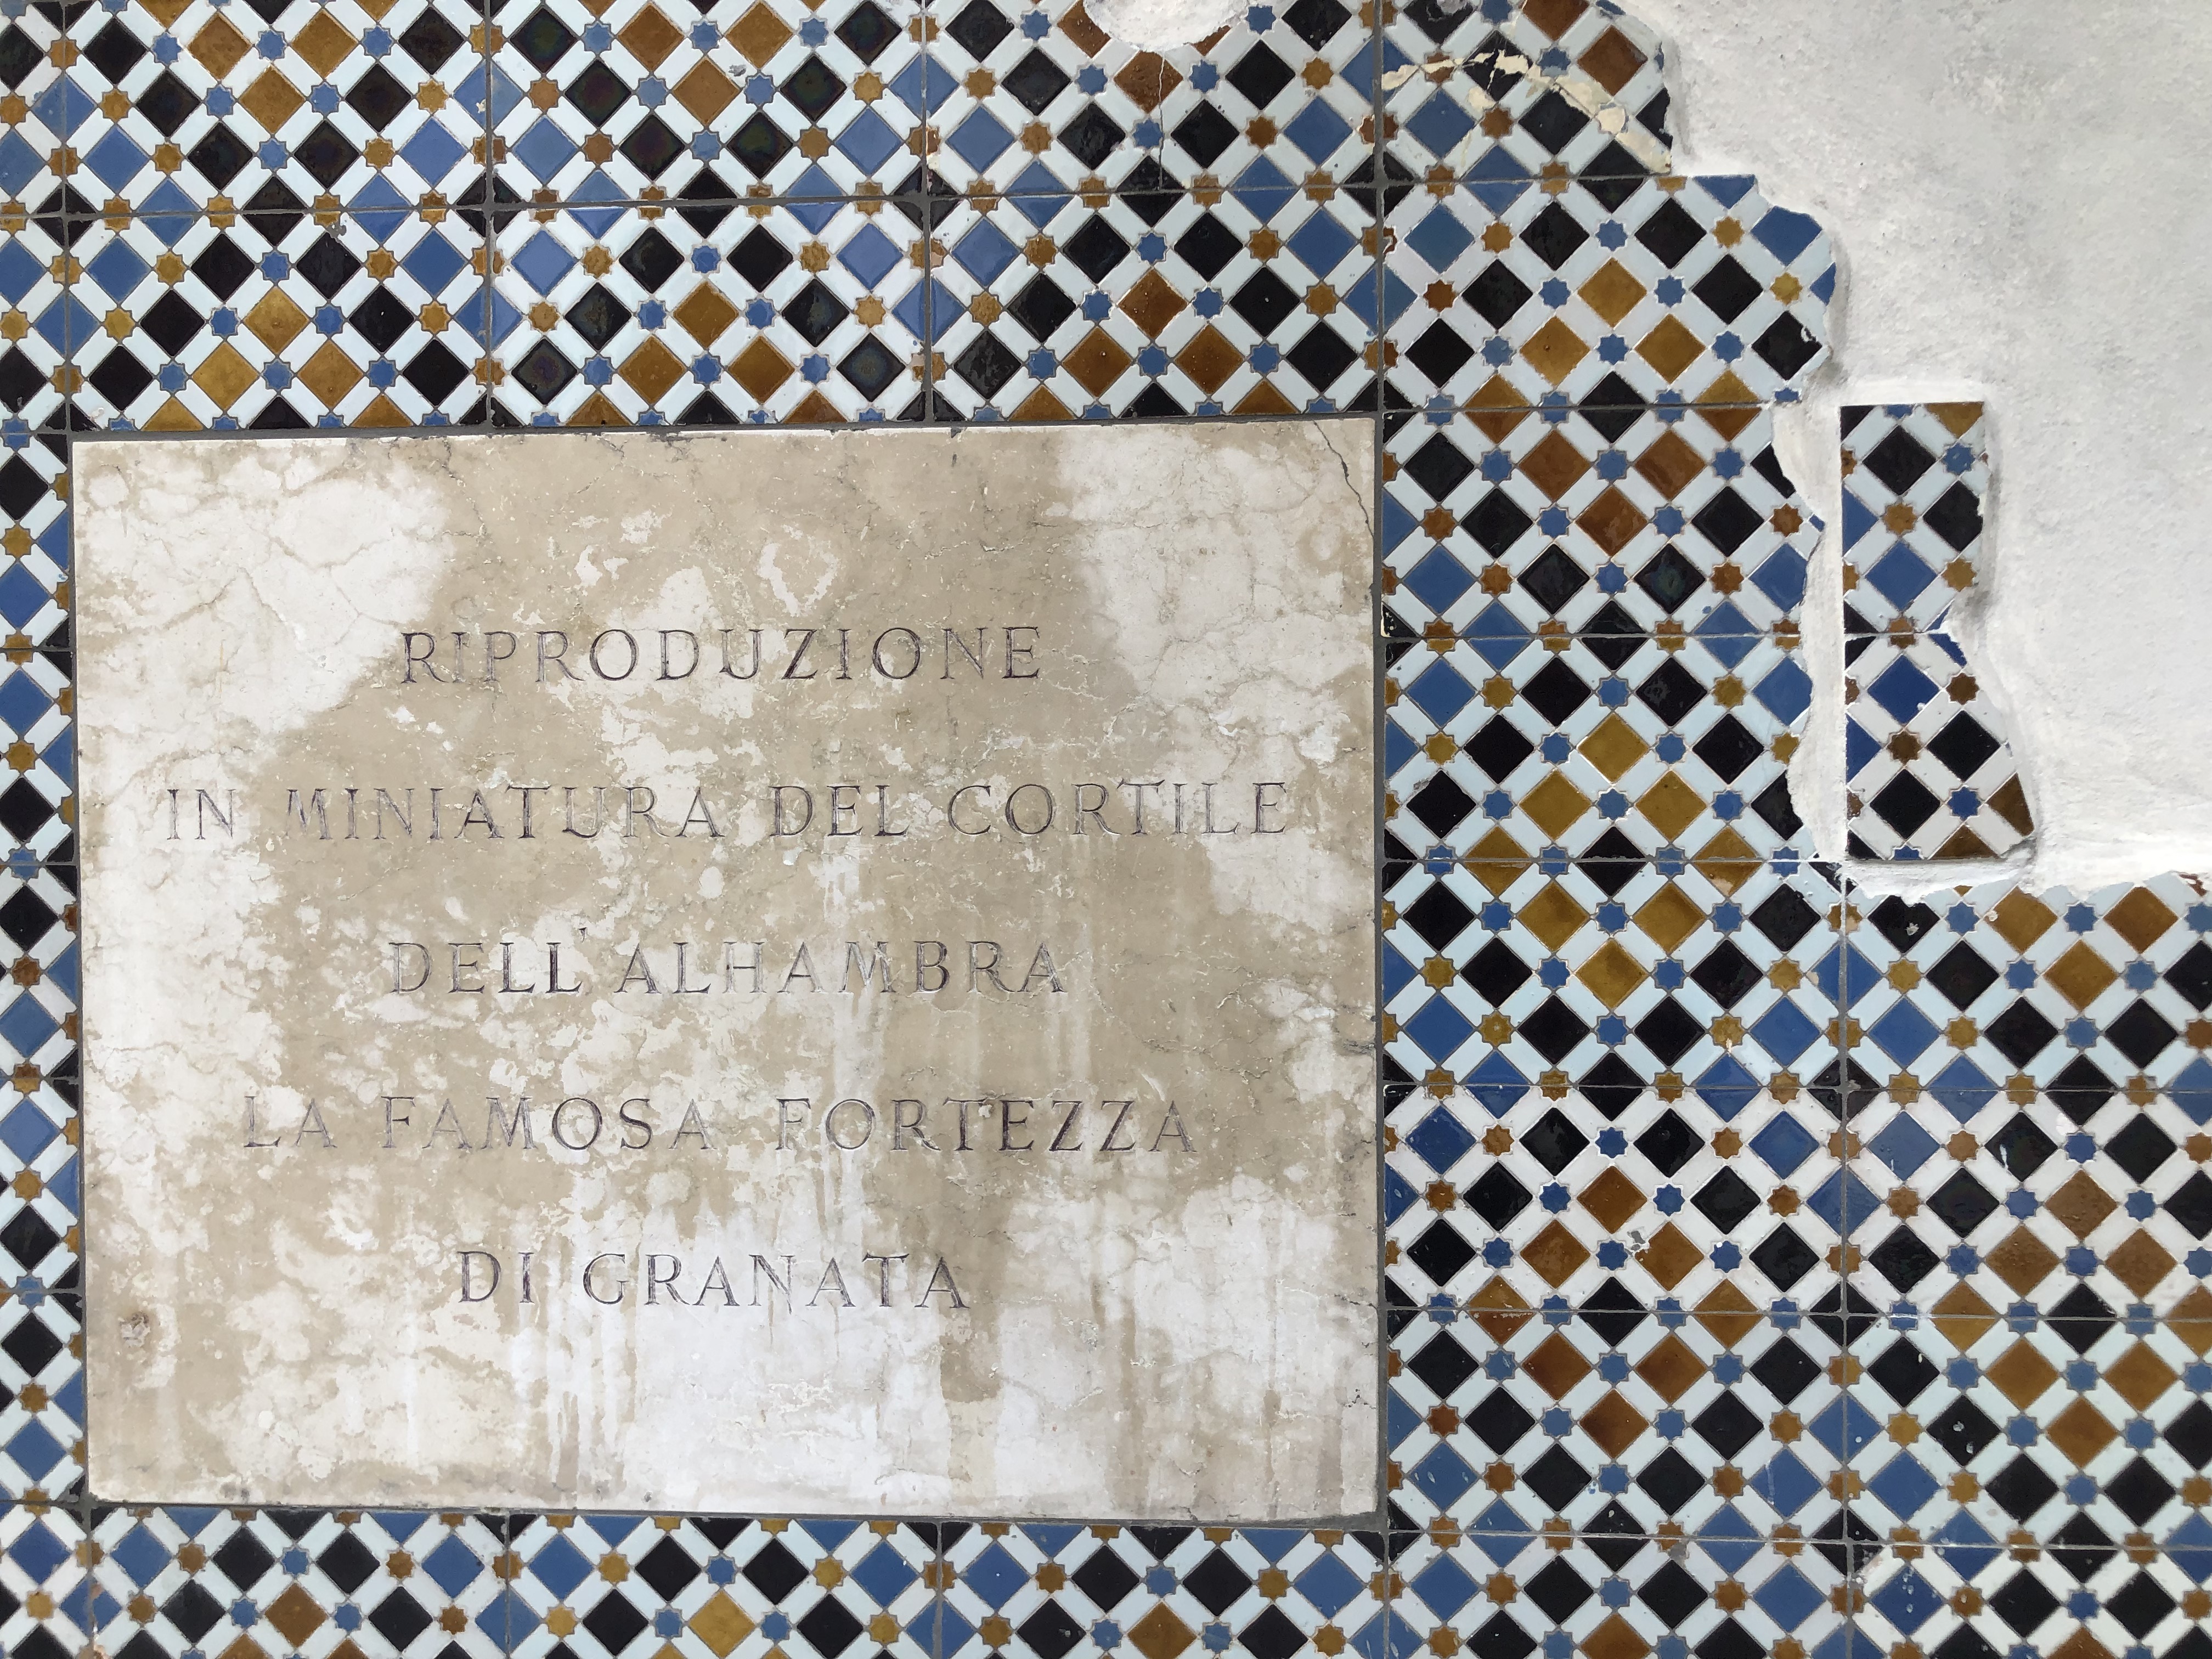 RIPRODUZIONE
IN MINIATURA DEL CORTILE
DELL'ALHAMBRA
LA FAMOSA FORTEZZA
DI GRANATA